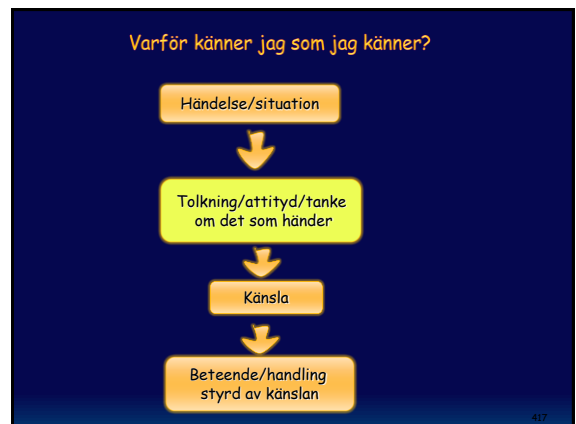 Varför känner jag som jag känner?
Händelse/situation
Tolkning/attityd/tanke
om det som händer
Känsla
Beteende/handling
styrd av känslan
417